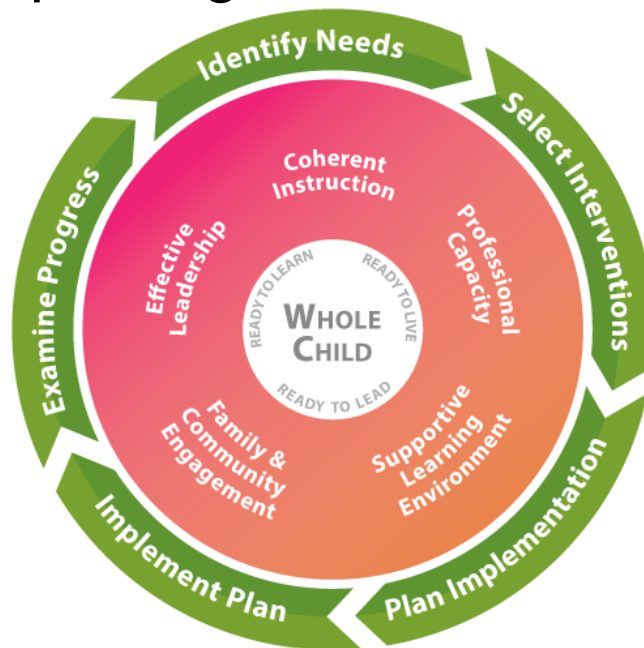 Identify Needs
Select Interventions
Plan Implementation
Implement Plan
Examine Progress
Coherent
Instruction
Professional
Capacity
Supportive
Learning
Environment
Family &
Community
Engagement
Effective
Leadership
READY TO LEARN
READY TO LIVE
READY TO LEAD
WHOLE
CHILD